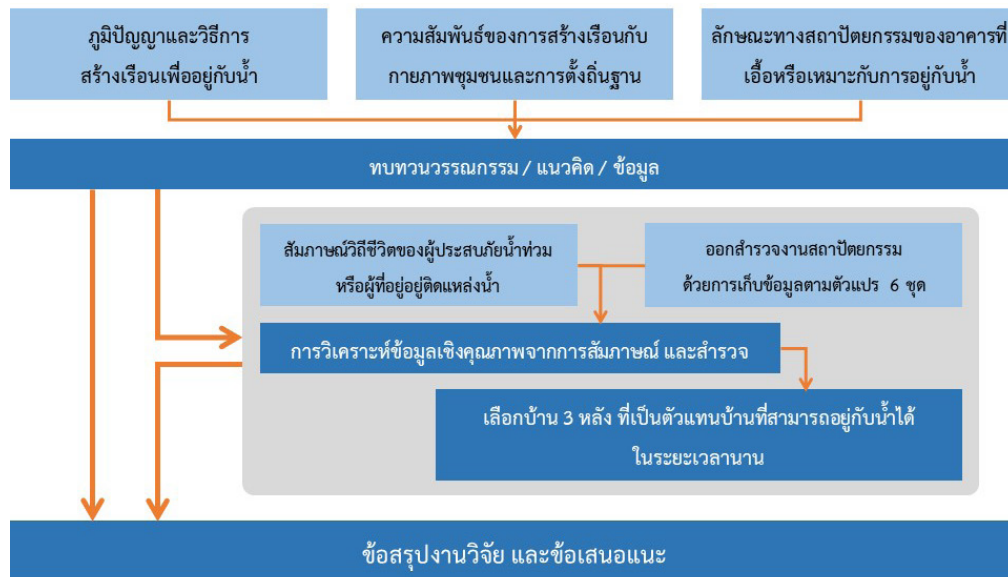 ภูมิปัญญาและวิธีการ
สร้างเรือนเพื่ออยู่กับน้ำ
ความสัมพันธ์ของการสร้างเรือนกับ
กายภาพชุมชนและการตั้งถิ่นฐาน
ลักษณะทางสถาปัตยกรรมของอาคารที่
เอื้อหรือเหมาะกับการอยู่กับน้ำ
ทบทวนวรรณกรรม / แนวคิด / ข้อมูล
สัมภาษณ์วิถีชีวิตของผู้ประสบภัยน้ำท่วม
หรือผู้ที่อยู่อยู่ติดแหล่งน้ำ
ออกสำรวจงานสถาปัตยกรรม
ด้วยการเก็บข้อมูลตามตัวแปร 6 ชุด
การวิเคราะห์ข้อมูลเชิงคุณภาพจากการสัมภาษณ์ และสำรวจ
เลือกบ้าน 3 หลัง ที่เป็นตัวแทนบ้านที่สามารถอยู่กับน้ำได้
ในระยะเวลานาน
ข้อสรุปงานวิจัย และข้อเสนอแนะ